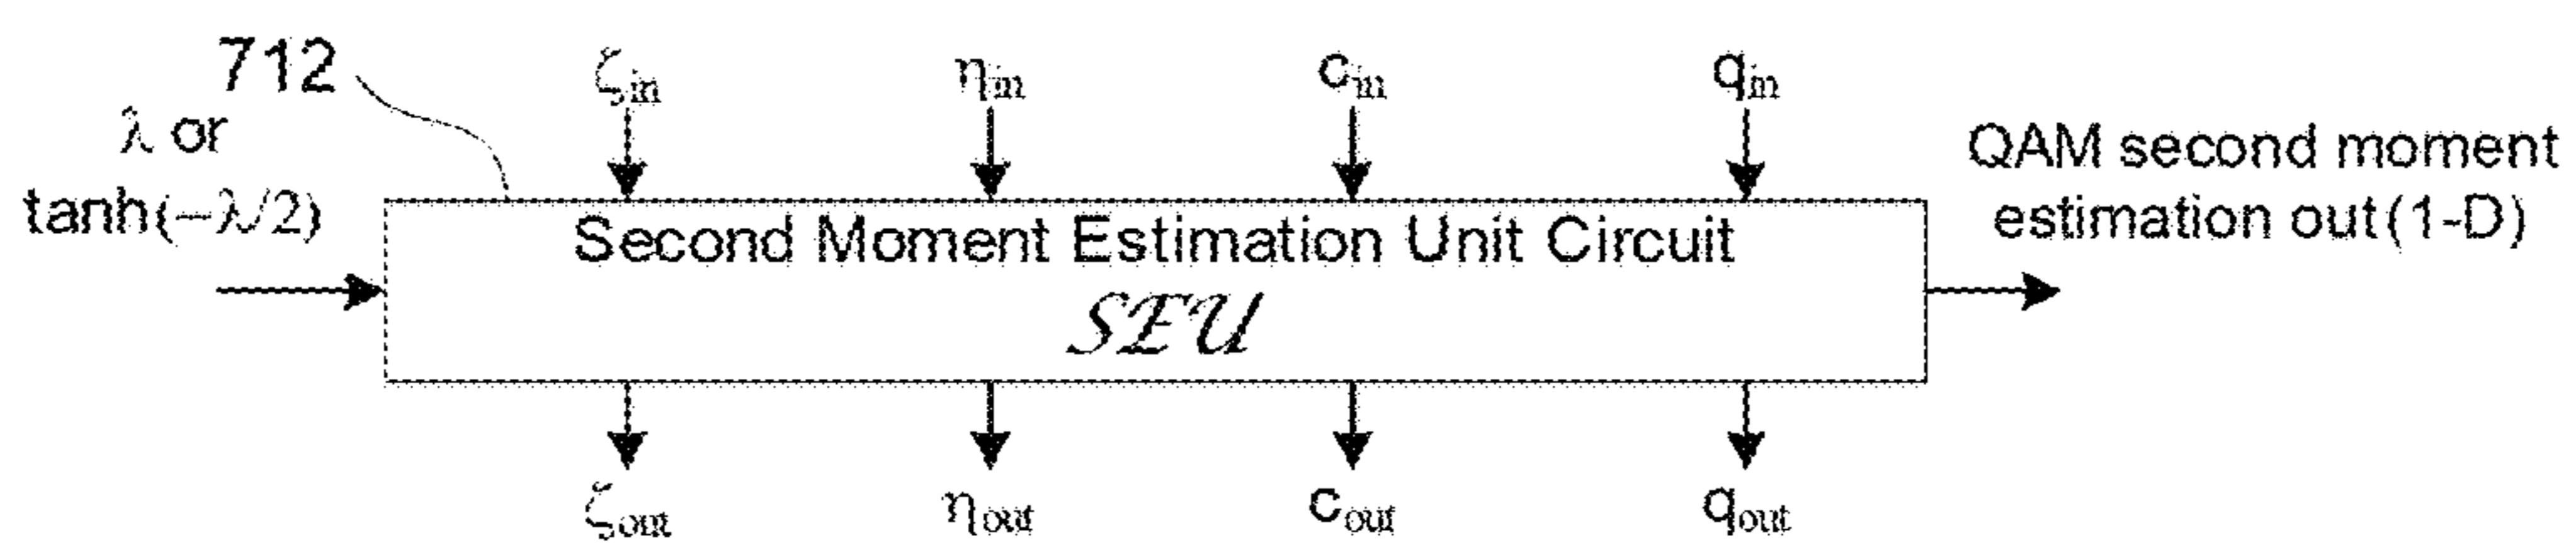 712
λ or
tanh(−λ/2)
ζin
ηin
cin
qin
Second Moment Estimation Unit Circuit
SEU
QAM second moment
estimation out(1-D)
ζout
ηout
cout
qout